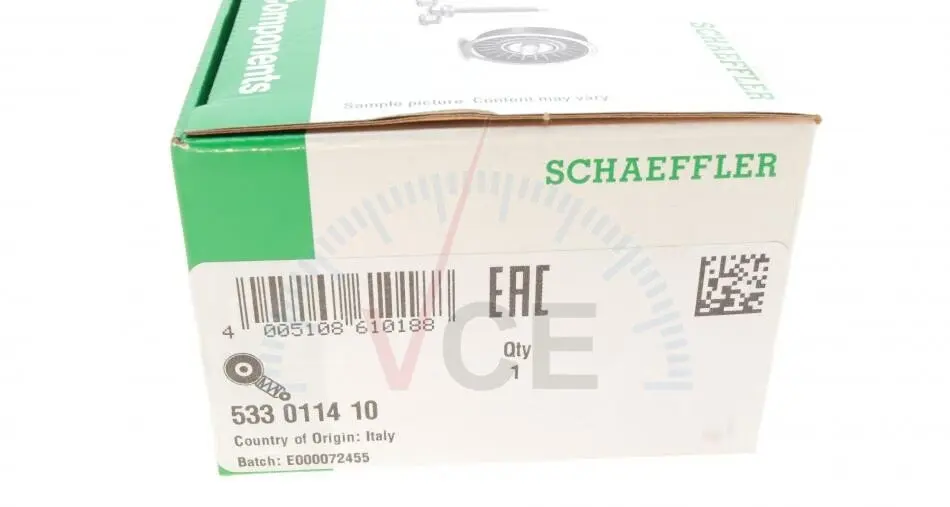 Components
Sample picture. Content may vary.
SCHAEFFLER
SCHAEFFLER
4 005108 610188
EAC
Qty
1
VCE
533 0114 10
Country of Origin: Italy
Batch: E000072455